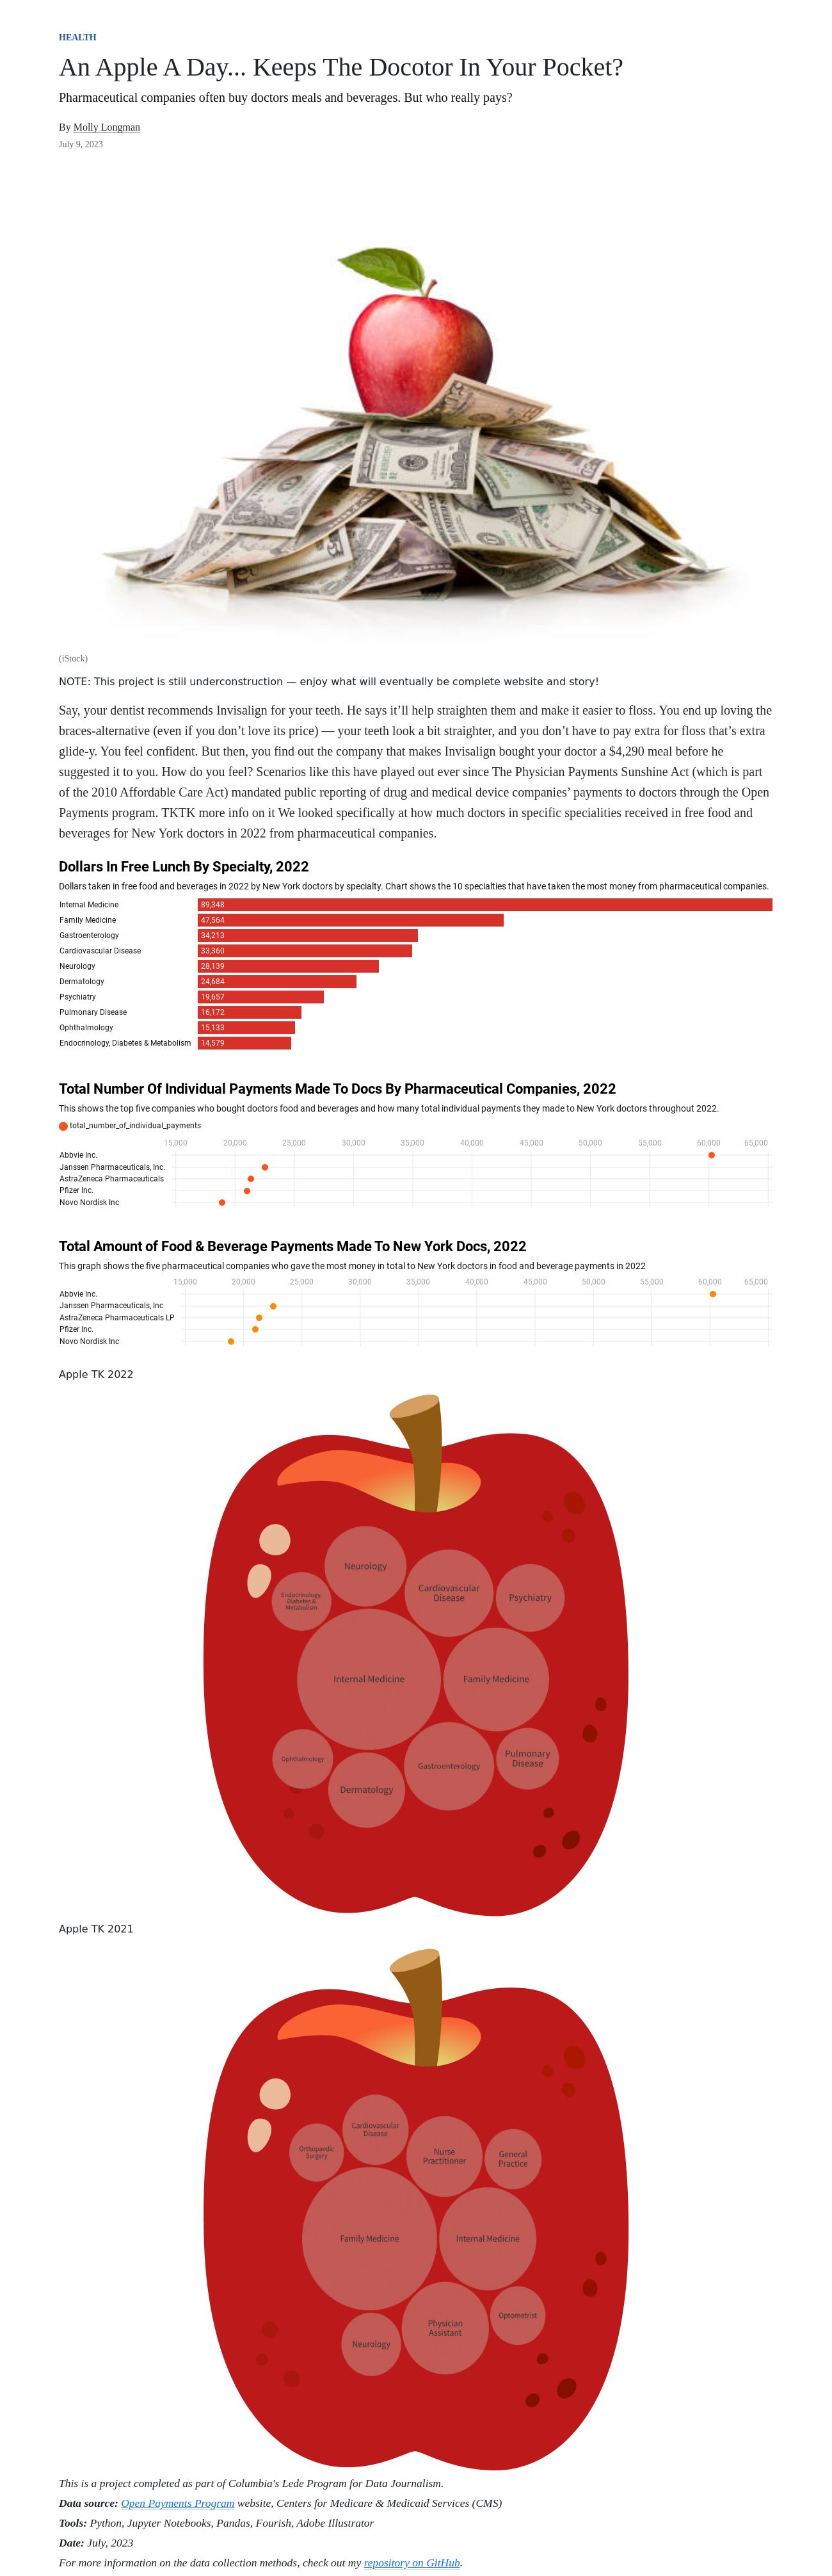 HEALTH
An Apple A Day... Keeps The Docotor In Your Pocket?
Pharmaceutical companies often buy doctors meals and beverages. But who really pays?
By Molly Longman
July 9, 2023
(iStock)
NOTE: This project is still underconstruction — enjoy what will eventually be complete website and story!
Say, your dentist recommends Invisalign for your teeth. He says it’ll help straighten them and make it easier to floss. You end up loving the
braces-alternative (even if you don’t love its price) — your teeth look a bit straighter, and you don’t have to pay extra for floss that’s extra
glide-y. You feel confident. But then, you find out the company that makes Invisalign bought your doctor a $4,290 meal before he
suggested it to you. How do you feel? Scenarios like this have played out ever since The Physician Payments Sunshine Act (which is part
of the 2010 Affordable Care Act) mandated public reporting of drug and medical device companies’ payments to doctors through the Open
Payments program. TKTK more info on it We looked specifically at how much doctors in specific specialities received in free food and
beverages for New York doctors in 2022 from pharmaceutical companies.
Dollars In Free Lunch By Specialty, 2022
Dollars taken in free food and beverages in 2022 by New York doctors by specialty. Chart shows the 10 specialties that have taken the most money from pharmaceutical companies.
Internal Medicine 89,348
Family Medicine 47,564
Gastroenterology 34,213
Cardiovascular Disease 33,360
Neurology 28,139
Dermatology 24,684
Psychiatry 19,657
Pulmonary Disease 16,172
Ophthalmology 15,133
Endocrinology, Diabetes & Metabolism 14,579
Total Number Of Individual Payments Made To Docs By Pharmaceutical Companies, 2022
This shows the top five companies who bought doctors food and beverages and how many total individual payments they made to New York doctors throughout 2022.
total_number_of_individual_payments
15,000 20,000 25,000 30,000 35,000 40,000 45,000 50,000 55,000 60,000 65,000
Abbvie Inc.
Janssen Pharmaceuticals, Inc.
AstraZeneca Pharmaceuticals
Pfizer Inc.
Novo Nordisk Inc
Total Amount of Food & Beverage Payments Made To New York Docs, 2022
This graph shows the five pharmaceutical companies who gave the most money in total to New York doctors in food and beverage payments in 2022
15,000 20,000 25,000 30,000 35,000 40,000 45,000 50,000 55,000 60,000 65,000
Abbvie Inc.
Janssen Pharmaceuticals, Inc
AstraZeneca Pharmaceuticals LP
Pfizer Inc.
Novo Nordisk Inc
Apple TK 2022
Neurology
Cardiovascular
Disease
Psychiatry
Endocrinology,
Diabetes &
Metabolism
Internal Medicine
Family Medicine
Ophthalmology
Dermatology
Gastroenterology
Pulmonary
Disease
Apple TK 2021
Cardiovascular
Disease
Orthopaedic
Surgery
Nurse
Practitioner
General
Practice
Family Medicine
Internal Medicine
Neurology
Physician
Assistant
Optometrist
This is a project completed as part of Columbia's Lede Program for Data Journalism.
Data source: Open Payments Program website, Centers for Medicare & Medicaid Services (CMS)
Tools: Python, Jupyter Notebooks, Pandas, Fourish, Adobe Illustrator
Date: July, 2023
For more information on the data collection methods, check out my repository on GitHub.